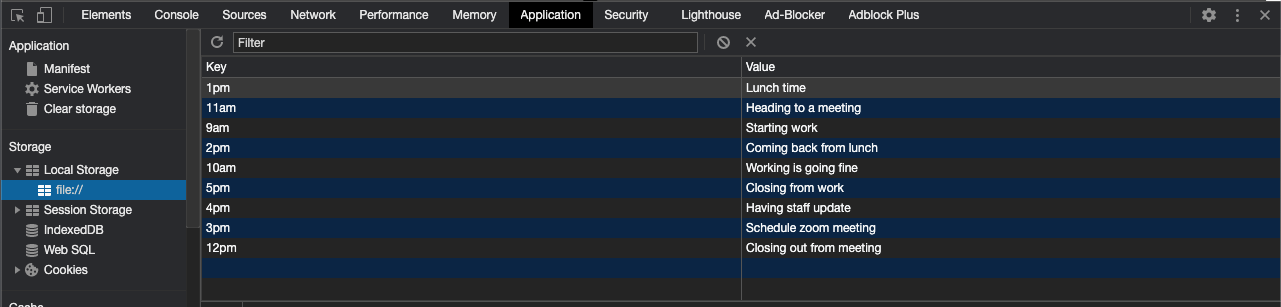 Elements Console Sources Network Performance Memory Application Security Lighthouse Ad-Blocker Adblock Plus
Application
Manifest
Service Workers
Clear storage
Storage
Local Storage
file://
Session Storage
IndexedDB
Web SQL
Cookies
Cache
Filter
Key Value
1pm Lunch time
11am Heading to a meeting
9am Starting work
2pm Coming back from lunch
10am Working is going fine
5pm Closing from work
4pm Having staff update
3pm Schedule zoom meeting
12pm Closing out from meeting